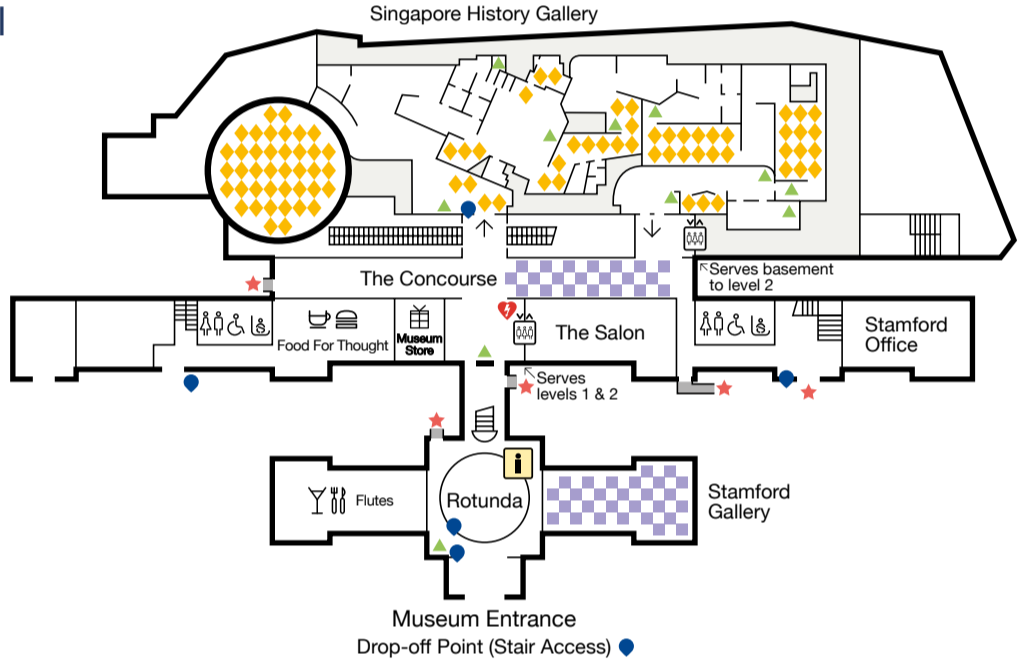 Singapore History Gallery
The Concourse
Serves basement
to level 2
Food For Thought
Museum
Store
The Salon
Stamford
Office
Serves
levels 1 & 2
i
Flutes
Rotunda
Stamford
Gallery
Museum Entrance
Drop-off Point (Stair Access)